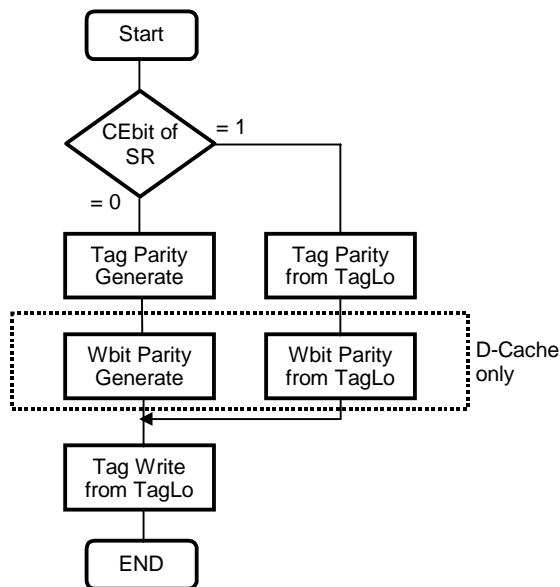 Start
CEbit of
SR
= 1
= 0
Tag Parity
Generate
Tag Parity
from TagLo
Wbit Parity
Generate
Wbit Parity
from TagLo
D-Cache
only
Tag Write
from TagLo
END